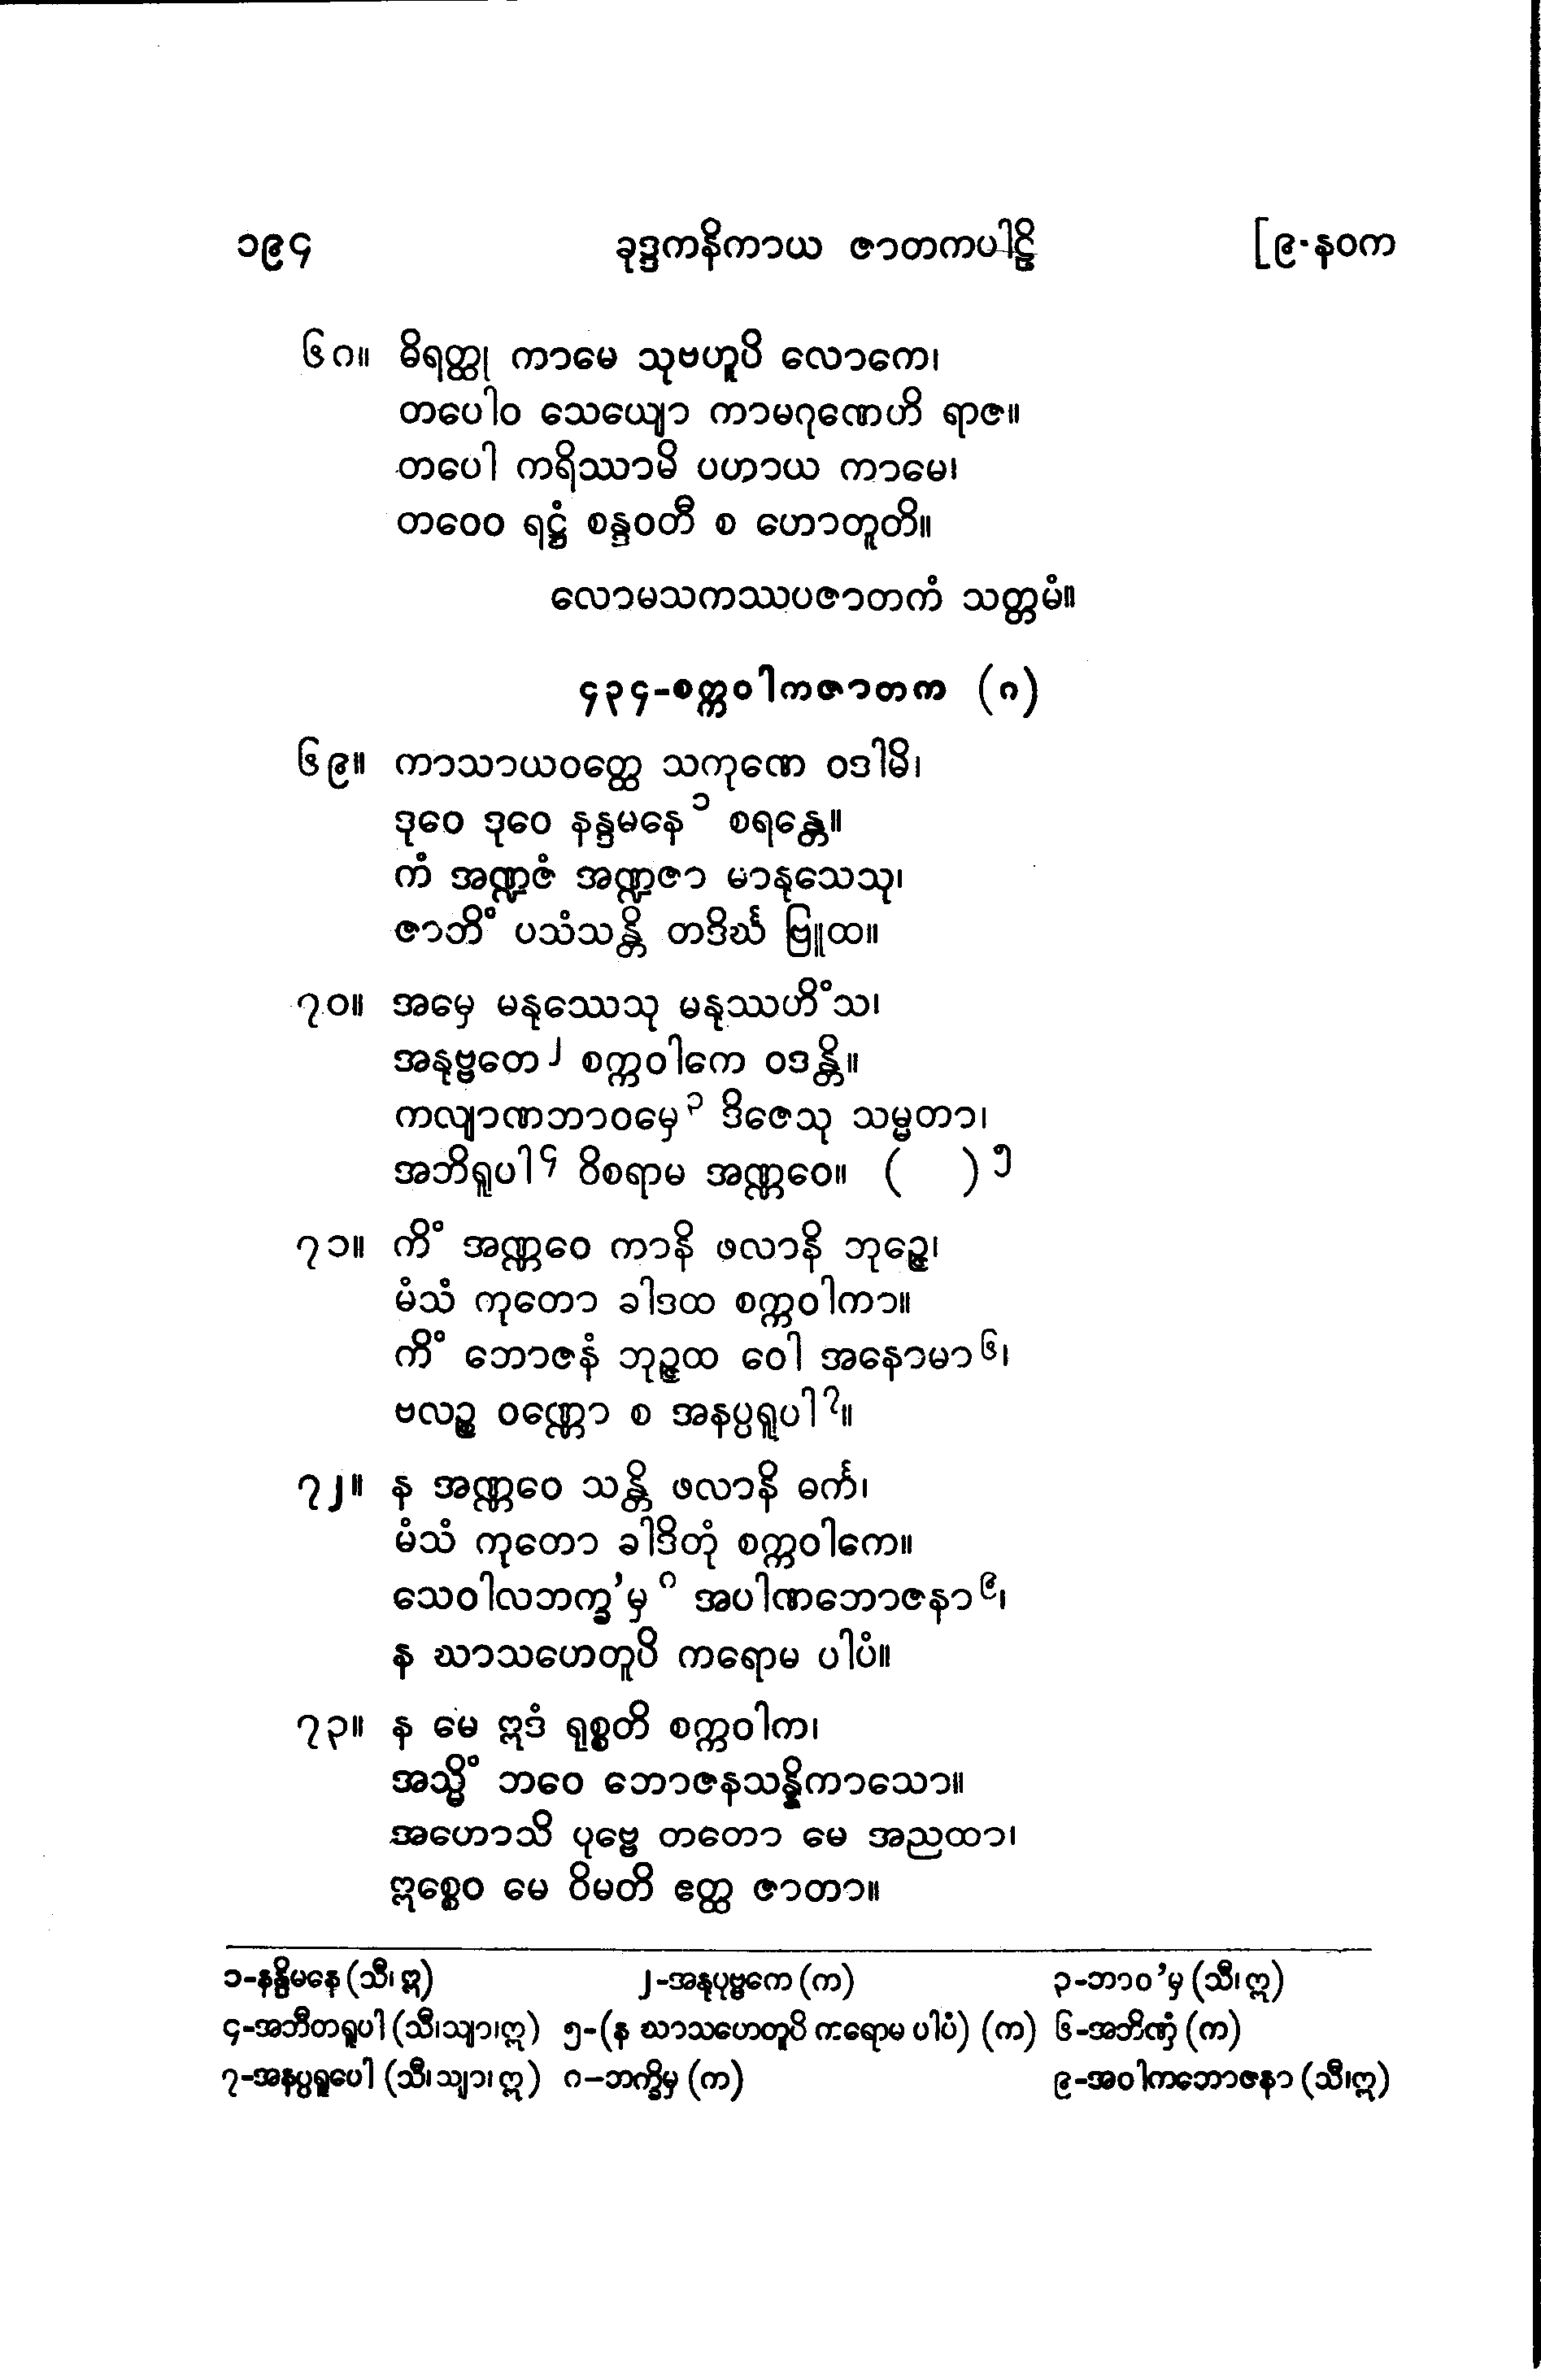 ၁၉၄ ခုဒ္ဒကနိကာယ ဇာတကပါဠိ [၉-နဝက
၆၈။ ဓိရတ္ထု ကာမေ သုဗဟူပိ လောကေ၊
တပေါဝ သေယျော ကာမဂုဏေဟိ ရာဇ။
တပေါ ကရိဿာမိ ပဟာယ ကာမေ၊
တဝေဝ ရဋ္ဌံ စန္ဒဝတီ စ ဟောတူတိ။
လောမသကဿပဇာတကံ သတ္တမံ။
၄၃၄-စက္ကဝါကဇာတက (၈)
၆၉။ ကာသာယဝတ္ထေ သကုဏေ ဝဒါမိ၊
ဒုဝေ ဒုဝေ နန္ဒမနေ ၁ စရန္တေ။
ကံ အဏ္ဍဇံ အဏ္ဍဇာ မာနုသေသု၊
ဇာတိံ ပသံသန္တိ တဒိင်္ဃ ဗြူထ။
၇၀။ အမှေ မနုဿေသု မနုဿဟိံသ၊
အနုဗ္ဗတေ ၂ စက္ကဝါကေ ဝဒန္တိ။
ကလျာဏဘာဝမှေ ၃ ဒိဇေသု သမ္မတာ၊
အဘိရူပါ ၄ ဝိစရာမ အဏ္ဏဝေ။ ( ) ၅
၇၁။ ကိံ အဏ္ဏဝေ ကာနိ ဖလာနိ ဘုဉ္ဇေ၊
မံသံ ကုတော ခါဒထ စက္ကဝါကာ။
ကိံ ဘောဇနံ ဘုဉ္ဇထ ဝေါ အနောမာ ၆၊
ဗလဉ္စ ဝဏ္ဏော စ အနပ္ပရူပါ ၇။
၇၂။ န အဏ္ဏဝေ သန္တိ ဖလာနိ ဓင်္က၊
မံသံ ကုတော ခါဒိတုံ စက္ကဝါကေ။
သေဝါလဘက္ခ'မှ ၈ အပါဏဘောဇနာ ၉၊
န ဃာသဟေတူပိ ကရောမ ပါပံ။
၇၃။ န မေ ဣဒံ ရုစ္စတိ စက္ကဝါက၊
အသ္မိံ ဘဝေ ဘောဇနသန္နိကာသော။
အဟောသိ ပုဗ္ဗေ တတော မေ အညထာ၊
ဣစ္စေဝ မေ ဝိမတိ ဧတ္ထ ဇာတာ။
၁-နန္ဒိမနေ (သီ၊ ဣ) ၂-အနုပုဗ္ဗကေ (က) ၃-ဘာဝ'မှ (သီ၊ ဣ)
၄-အဘီတရူပါ (သီ၊သျာ၊ဣ) ၅-(န ဃာသဟေတူပိ ကရောမ ပါပံ) (က) ၆-အဘိဏှံ (က)
၇-အနပ္ပရူပေါ (သီ၊ သျာ၊ ဣ) ၈-ဘက္ခိမှ (က) ၉-အဝါကဘောဇနာ (သီ၊ဣ)